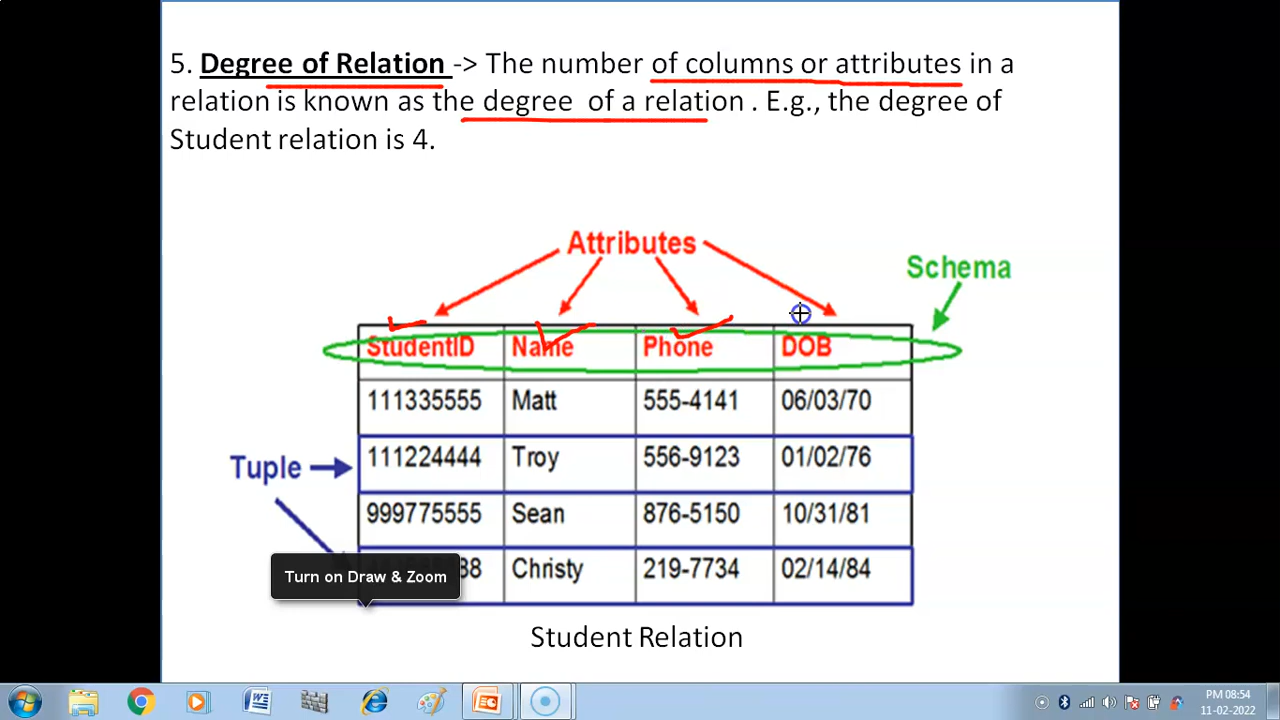 5. Degree of Relation -> The number of columns or attributes in a
relation is known as the degree of a relation . E.g., the degree of
Student relation is 4.
Attributes
Schema
StudentID Name Phone DOB
111335555 Matt 555-4141 06/03/70
Tuple
111224444 Troy 556-9123 01/02/76
999775555 Sean 876-5150 10/31/81
88 Christy 219-7734 02/14/84
Turn on Draw & Zoom
Student Relation
PM 08:54
11-02-2022